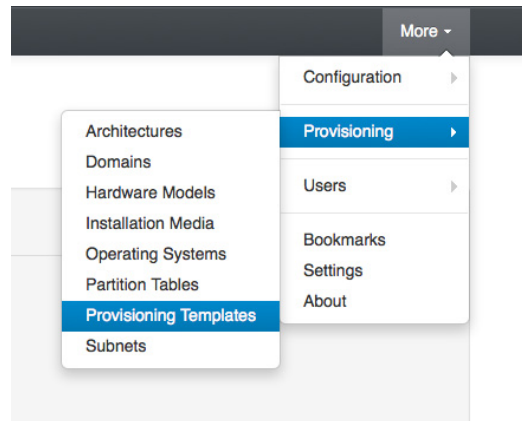 More
Configuration
Provisioning
Users
Bookmarks
Settings
About
Architectures
Domains
Hardware Models
Installation Media
Operating Systems
Partition Tables
Provisioning Templates
Subnets